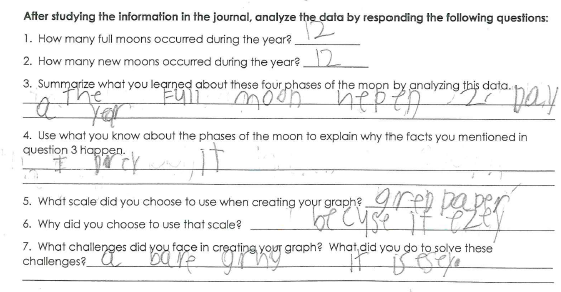 After studying the information in the journal, analyze the data by responding the following questions:
1. How many full moons occurred during the year? 12
2. How many new moons occurred during the year? 12
3. Summarize what you learned about these four phases of the moon by analyzing this data.
The Full moon hepen 12 Day
a Year
4. Use what you know about the phases of the moon to explain why the facts you mentioned in
question 3 happen.
I it
5. What scale did you choose to use when creating your graph? grep paper
6. Why did you choose to use that scale? becyse it ezey
7. What challenges did you face in creating your graph? What did you do to solve these
challenges? a bare it is